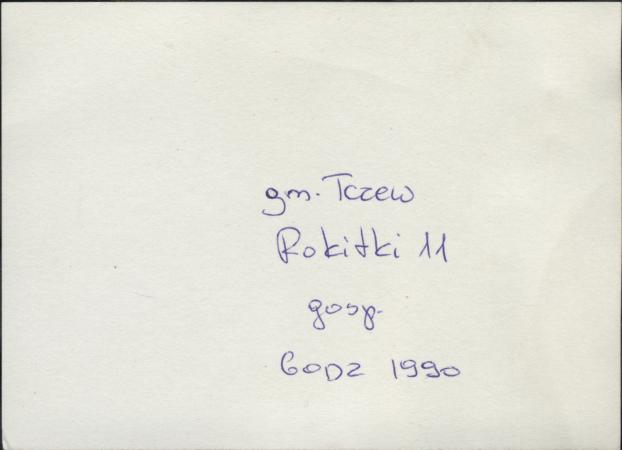 gm. Tczew
Rokitki 11
gosp.
GODZ 1990